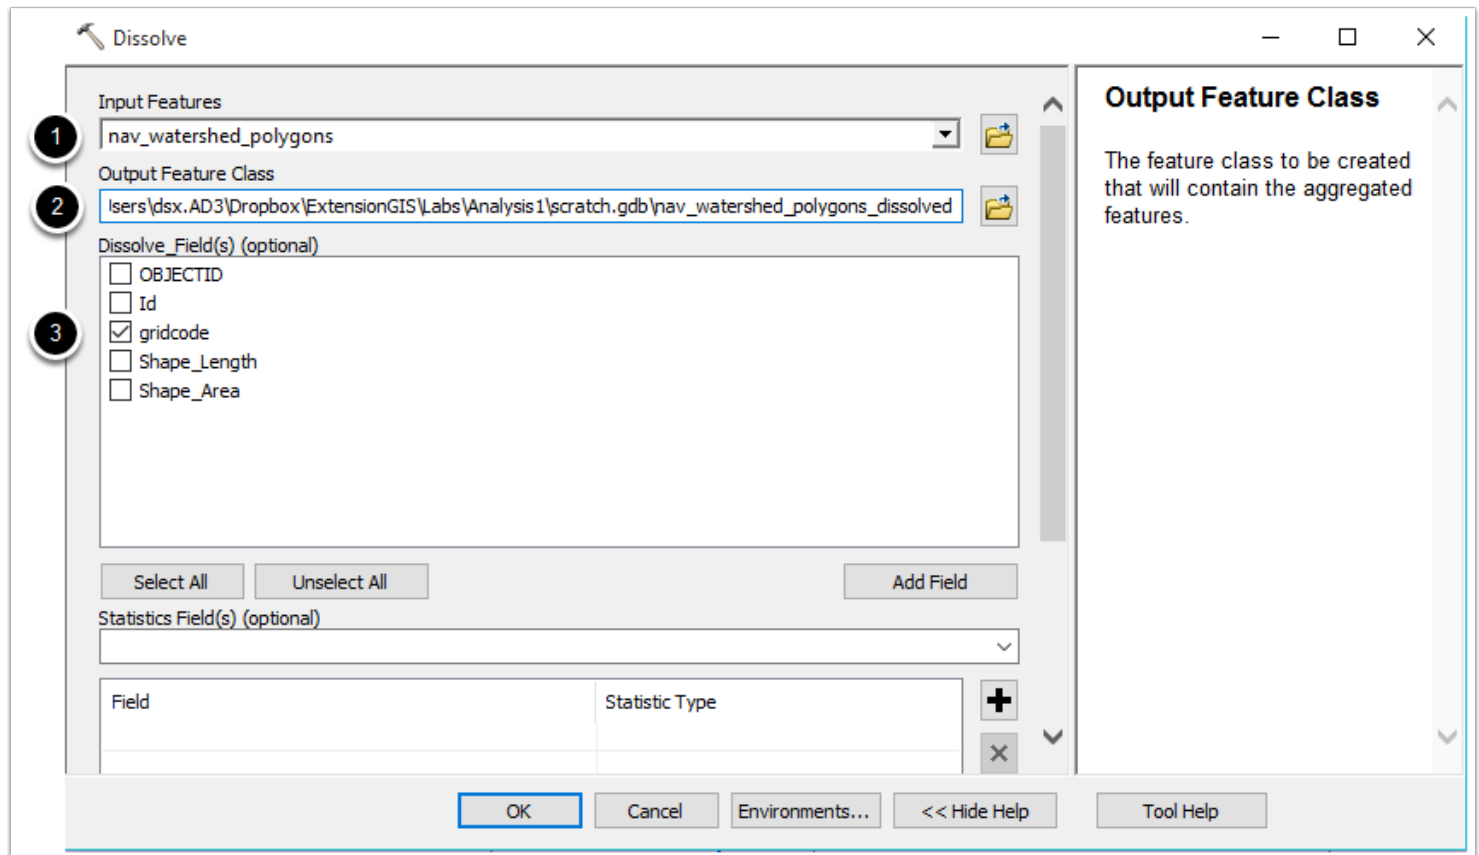 Dissolve
Input Features
1
nav_watershed_polygons
Output Feature Class
2
sers\dsx.AD3\Dropbox\ExtensionGIS\Labs\Analysis1\scratch.gdb\nav_watershed_polygons_dissolved
Dissolve_Field(s) (optional)
OBJECTID
Id
3
gridcode
Shape_Length
Shape_Area
Select All
Unselect All
Add Field
Statistics Field(s) (optional)
Field
Statistic Type
OK
Cancel
Environments...
<< Hide Help
Tool Help
Output Feature Class
The feature class to be created
that will contain the aggregated
features.